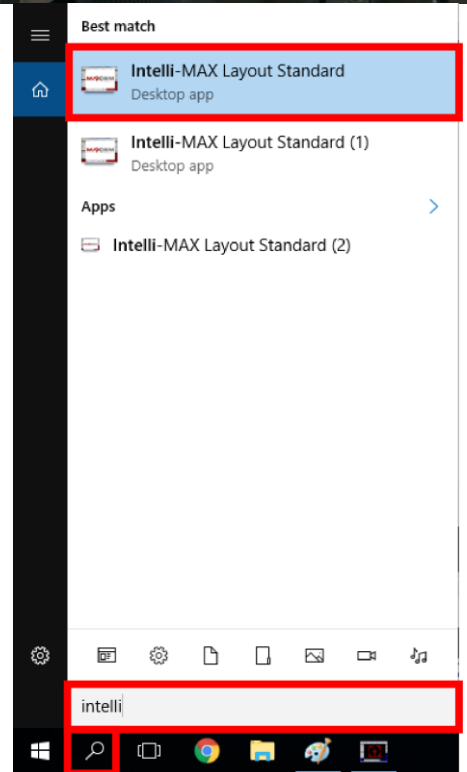 Best match
Intelli-MAX Layout Standard
Desktop app
Intelli-MAX Layout Standard (1)
Desktop app
Apps
Intelli-MAX Layout Standard (2)
intelli